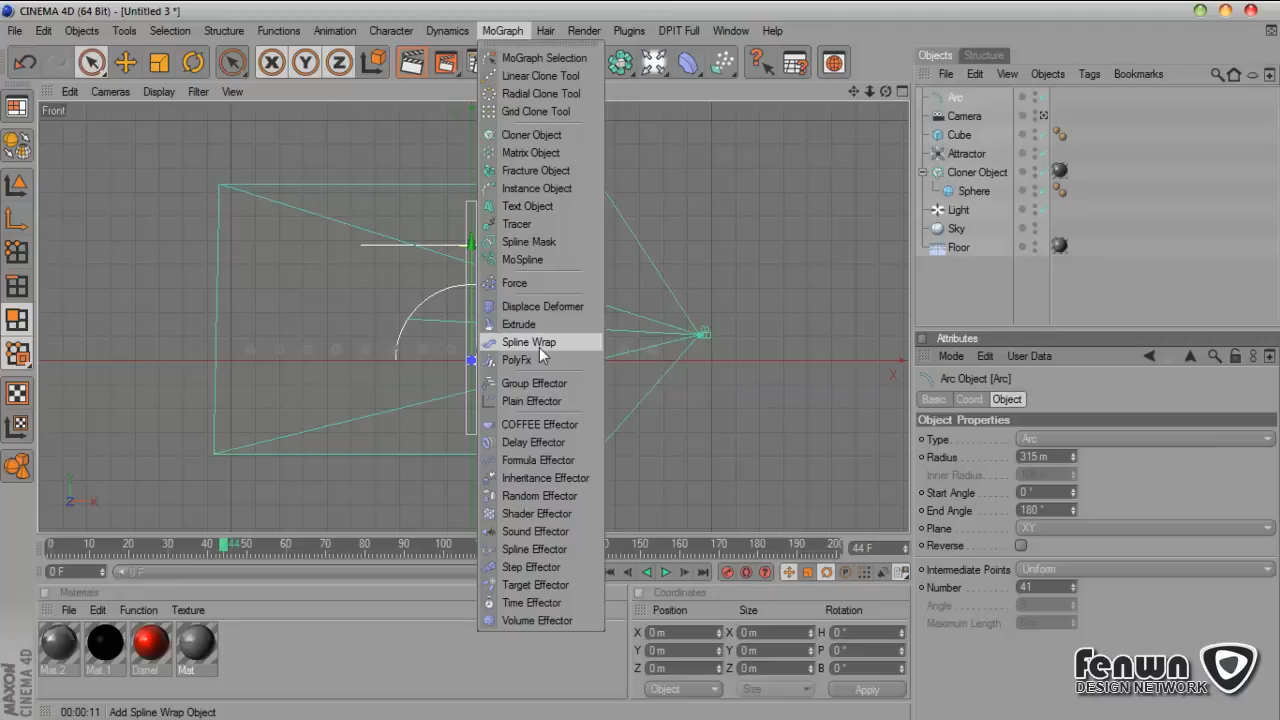 CINEMA 4D (64 Bit) - [Untitled 3 *]
File Edit Objects Tools Selection Structure Functions Animation Character Dynamics MoGraph Hair Render Plugins DPIT Full Window Help
Edit Cameras Display Filter View
Front
MoGraph Selection
Linear Clone Tool
Radial Clone Tool
Grid Clone Tool
Cloner Object
Matrix Object
Fracture Object
Instance Object
Text Object
Tracer
Spline Mask
MoSpline
Force
Displace Deformer
Extrude
Spline Wrap
PolyFx
Group Effector
Plain Effector
COFFEE Effector
Delay Effector
Formula Effector
Inheritance Effector
Random Effector
Shader Effector
Sound Effector
Spline Effector
Step Effector
Target Effector
Time Effector
Volume Effector
X
Y
Z X
Objects Structure
File Edit View Objects Tags Bookmarks
Arc
Camera
Cube
Attractor
Cloner Object
Sphere
Light
Sky
Floor
Attributes
Mode Edit User Data
Arc Object [Arc]
Basic Coord. Object
Object Properties
Type Arc
Radius 315 m
Inner Radius
Start Angle 0 °
End Angle 180 °
Plane XY
Reverse
Intermediate Points Uniform
Number 41
Angle
Maximum Length
0 10 20 30 40 44 50 60 70 80 90 100 150 160 170 180 190 20 44 F
0 F 0 F
Materials
File Edit Function Texture
Mat.2 Mat.1 Danel Mat
Coordinates
Position Size Rotation
X 0 m X 0 m H 0 °
Y 0 m Y 0 m P 0 °
Z 0 m Z 0 m B 0 °
Object Size Apply
MAXON
CINEMA 4D
00:00:11 Add Spline Wrap Object
fenwn
DESIGN NETWORK